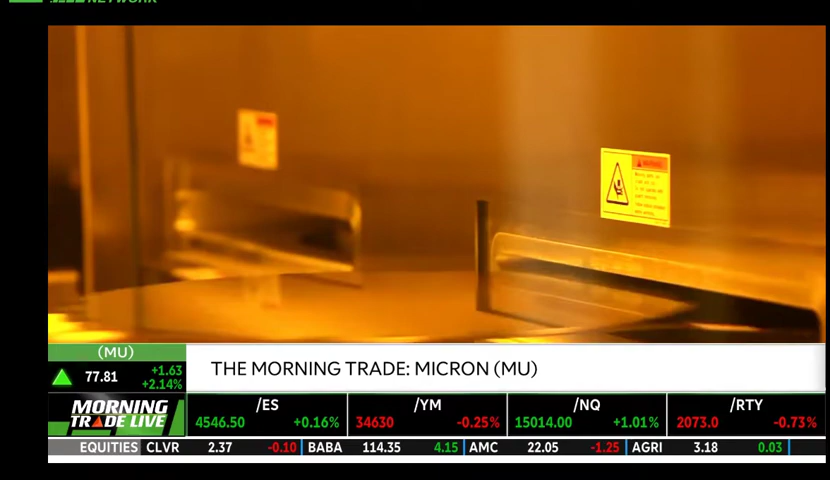 NETWORK
WARNING
(MU)
77.81 +1.63 +2.14%
THE MORNING TRADE: MICRON (MU)
MORNING TRADE LIVE
/ES /YM /NQ /RTY
4546.50 +0.16% 34630 -0.25% 15014.00 +1.01% 2073.0 -0.73%
EQUITIES CLVR 2.37 -0.10 BABA 114.35 4.15 AMC 22.05 -1.25 AGRI 3.18 0.03